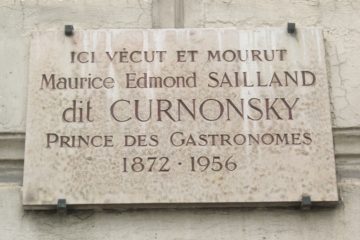 ICI VÉCUT ET MOURUT
Maurice Edmond SAILLAND
dit CURNONSKY
PRINCE DES GASTRONOMES
1872 · 1956